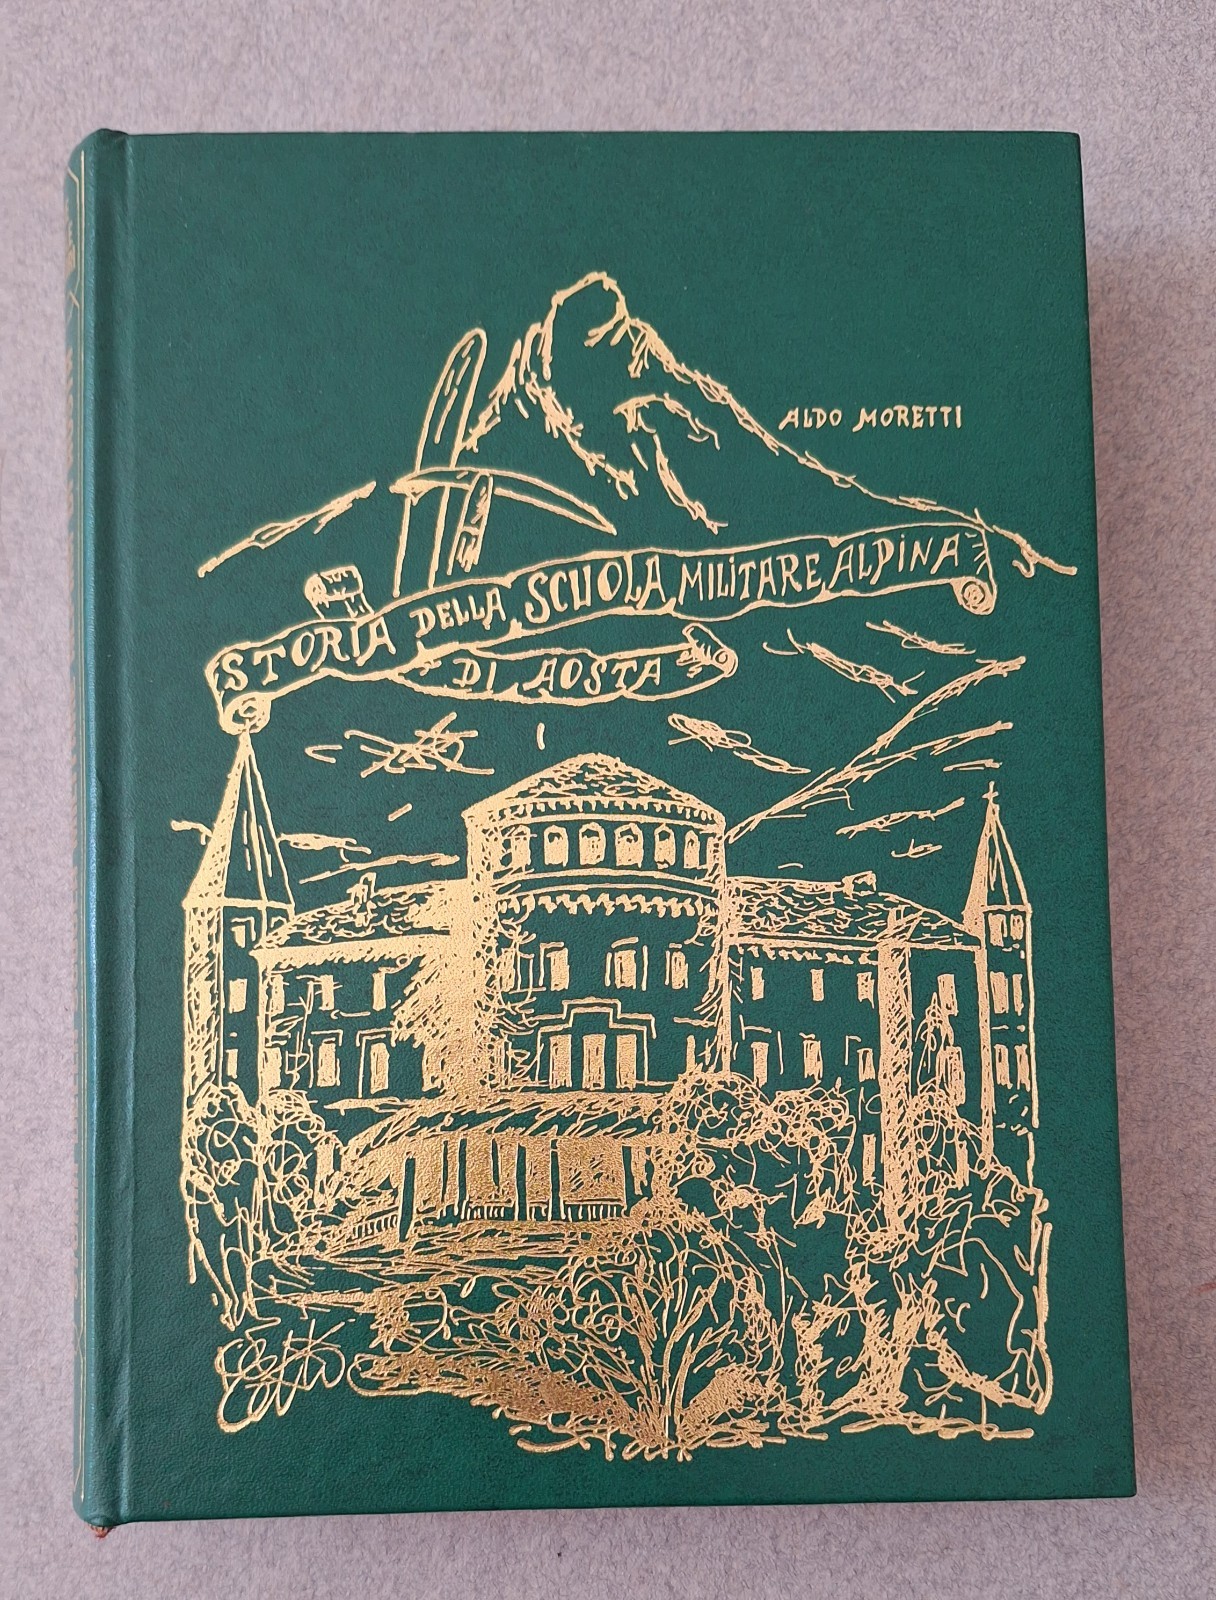 ALDO MORETTI
STORIA DELLA SCUOLA MILITARE ALPINA
DI AOSTA